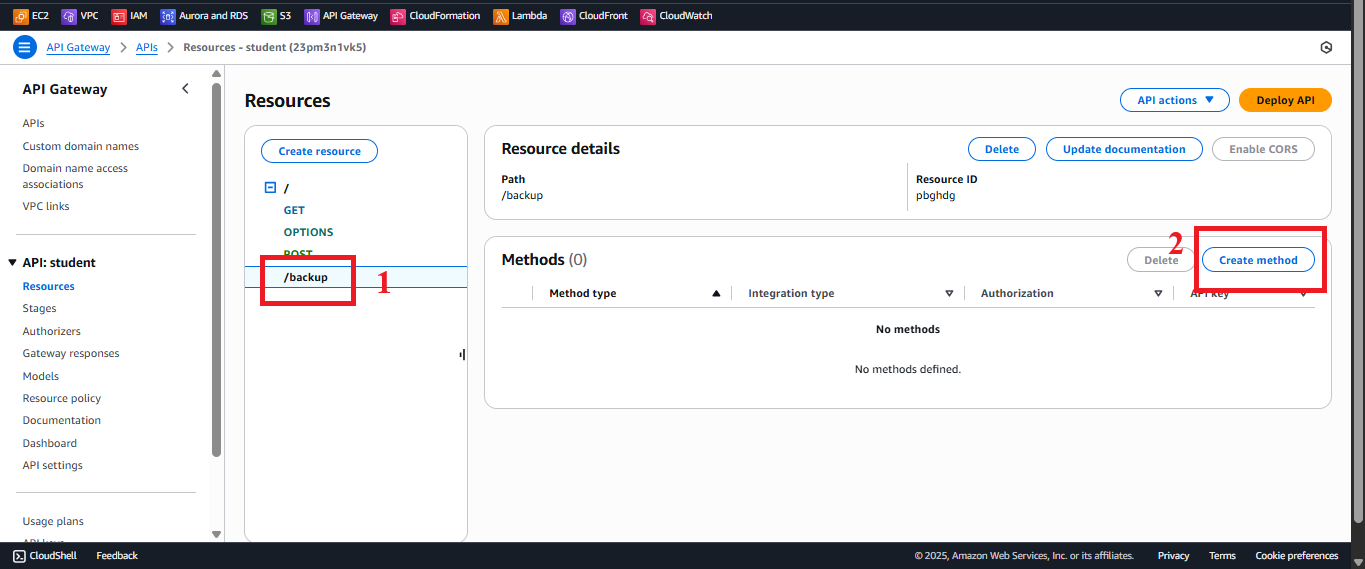 EC2 VPC IAM Aurora and RDS S3 API Gateway CloudFormation Lambda CloudFront CloudWatch
API Gateway > APIs > Resources - student (23pm3n1vk5)
API Gateway
APIs
Custom domain names
Domain name access
associations
VPC links
API: student
Resources
Stages
Authorizers
Gateway responses
Models
Resource policy
Documentation
Dashboard
API settings
Usage plans
API keys
Resources
API actions
Deploy API
Create resource
/
GET
OPTIONS
POST
/backup
1
Resource details
Delete
Update documentation
Enable CORS
Path
/backup
Resource ID
pbghdg
Methods (0)
Delete
2
Create method
Method type
Integration type
Authorization
API key
No methods
No methods defined.
CloudShell
Feedback
© 2025, Amazon Web Services, Inc. or its affiliates.
Privacy
Terms
Cookie preferences